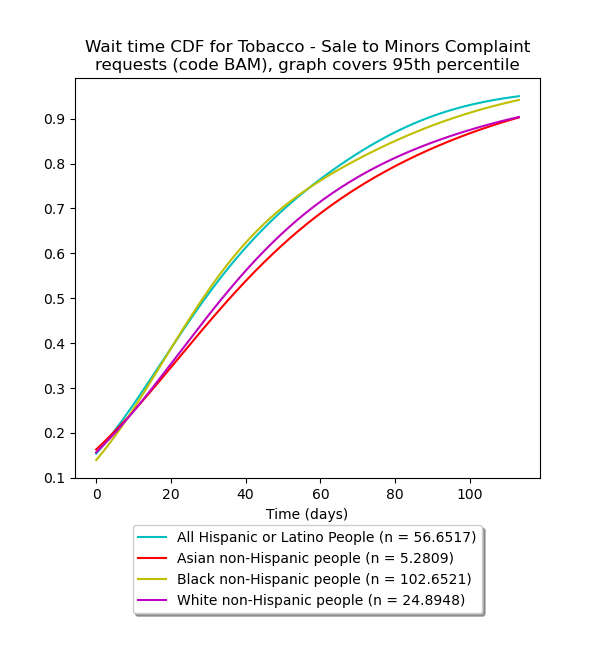 Wait time CDF for Tobacco - Sale to Minors Complaint
requests (code BAM), graph covers 95th percentile
0.9
0.8
0.7
0.6
0.5
0.4
0.3
0.2
0.1
0 20 40 60 80 100
Time (days)
All Hispanic or Latino People (n = 56.6517)
Asian non-Hispanic people (n = 5.2809)
Black non-Hispanic people (n = 102.6521)
White non-Hispanic people (n = 24.8948)